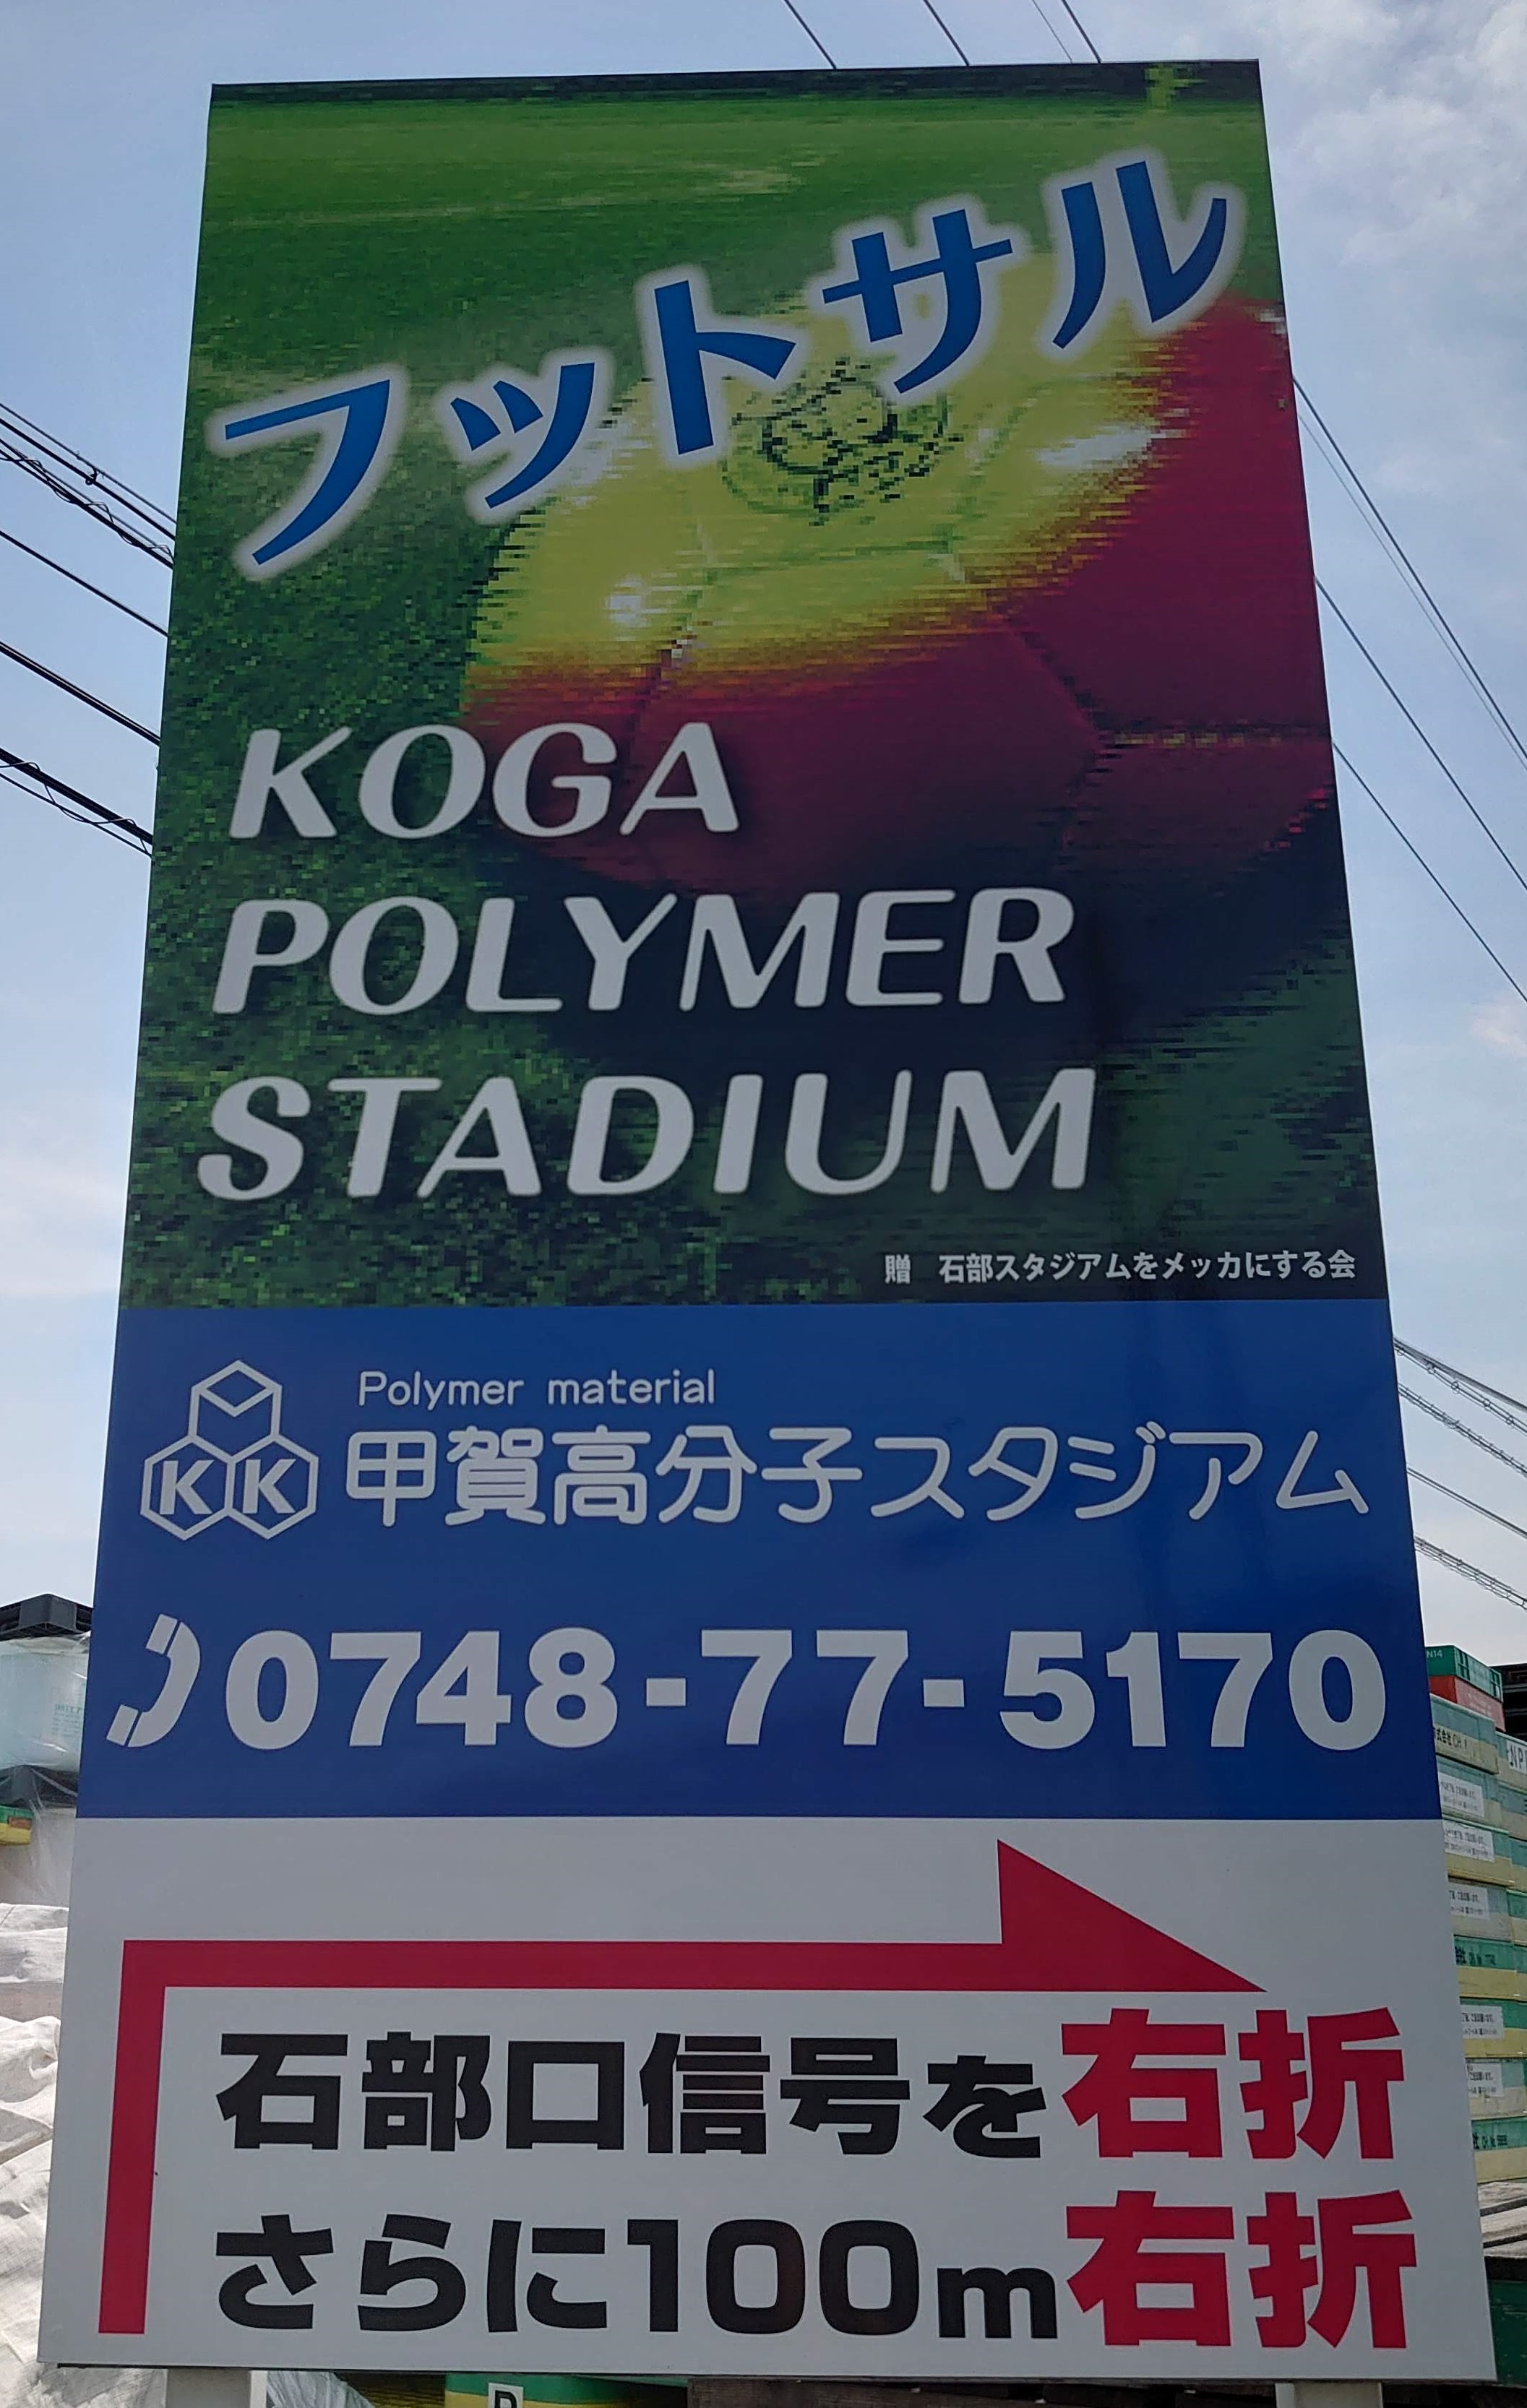 フットサル
KOGA
POLYMER
STADIUM
贈　石部スタジアムをメッカにする会
Polymer material
KK 甲賀高分子スタジアム
0748-77-5170
石部口信号を右折
さらに100m右折